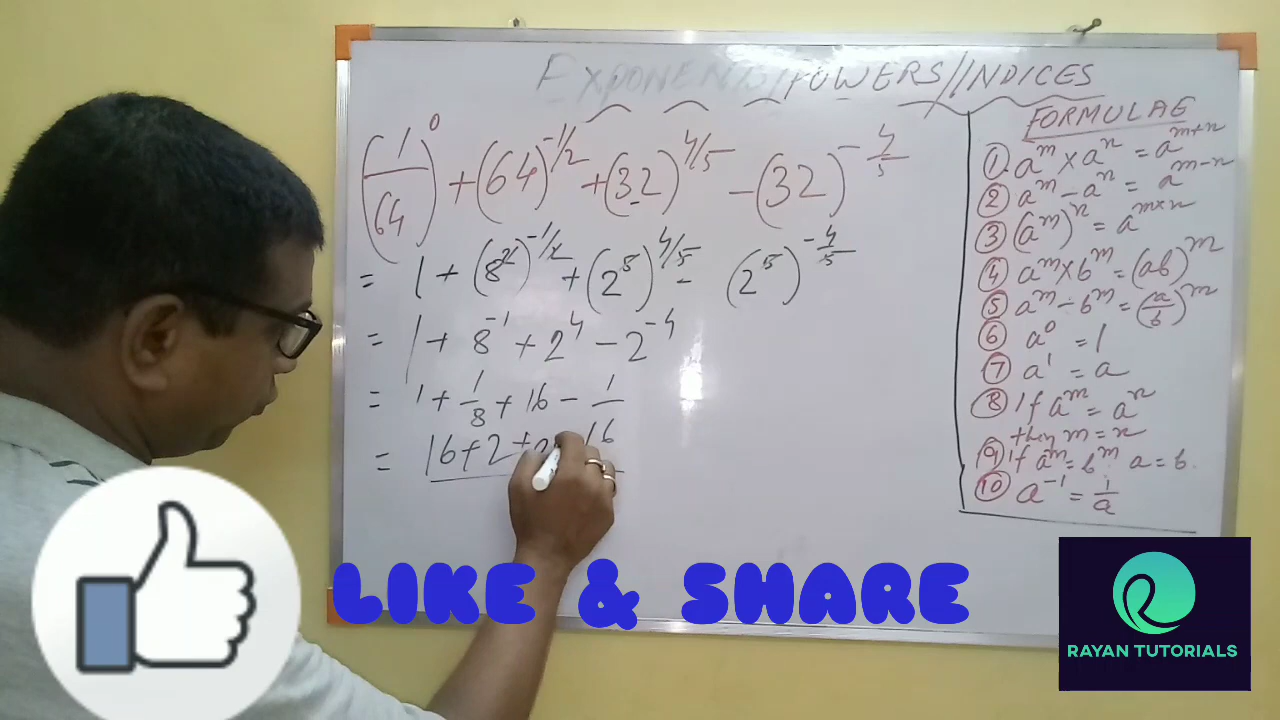 EXPONENTS/POWERS//INDICES
(1/64)^0 + (64)^-1/2 + (32)^4/5 - (32)^-4/5
= 1 + (8^2)^-1/2 + (2^5)^4/5 - (2^5)^-4/5
= 1 + 8^-1 + 2^4 - 2^-4
= 1 + 1/8 + 16 - 1/16
= 16 + 2 +
FORMULAE
① a^m × a^n = a^m+n
② a^m - a^n = a^m-n
③ (a^m)^n = a^m×n
④ a^m × b^m = (ab)^m
⑤ a^m ÷ b^m = (a/b)^m
⑥ a^0 = 1
⑦ a^1 = a
⑧ If a^m = a^n
then m = n
⑨ if a^m = b^m a = b.
⑩ a^-1 = 1/a
LIKE & SHARE
RAYAN TUTORIALS